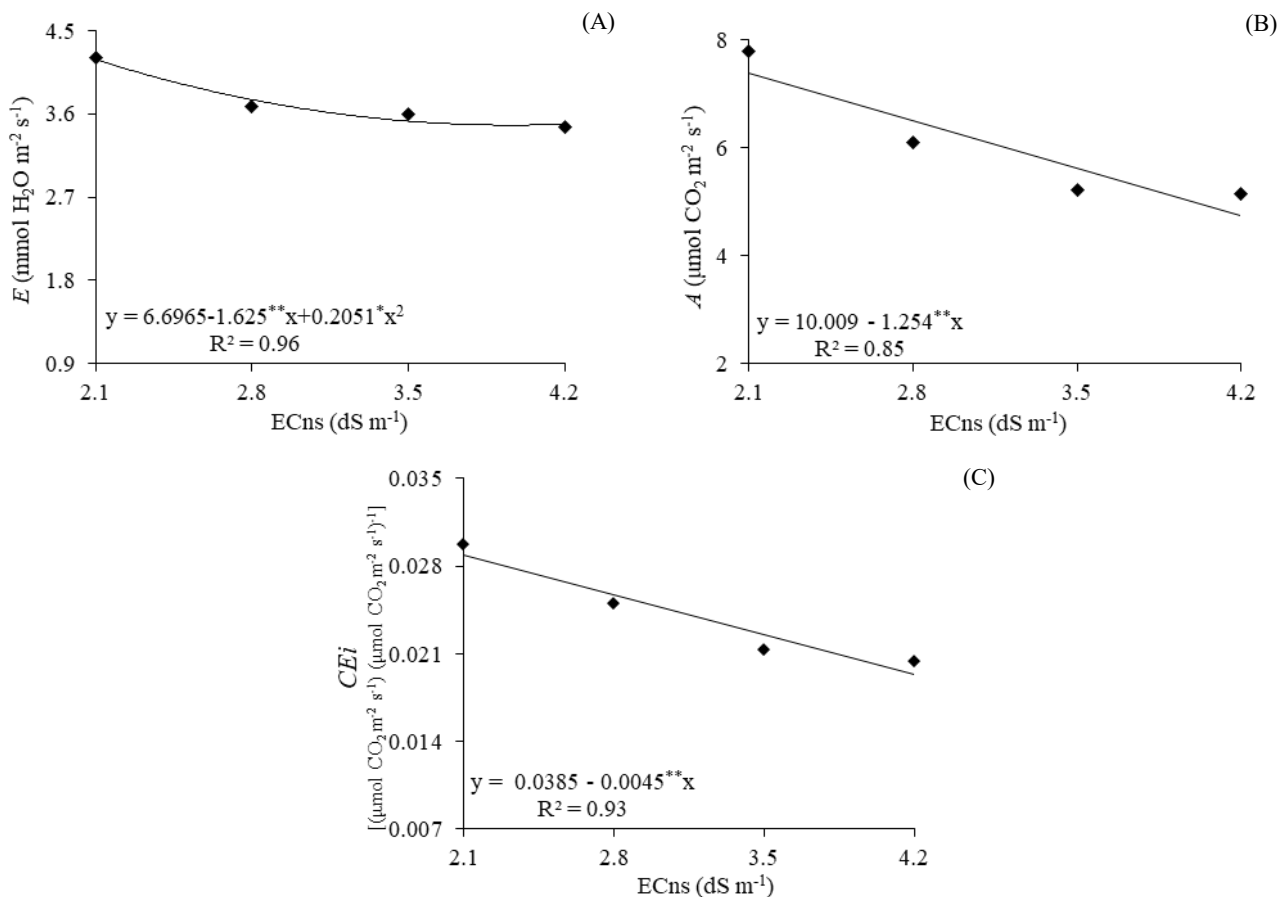 (A)
4.5
3.6
2.7
1.8
0.9
E (mmol H₂O m⁻² s⁻¹)
y = 6.6965-1.625**x+0.2051*x²
R² = 0.96
2.1 2.8 3.5 4.2
ECns (dS m⁻¹)
(B)
8
6
4
2
A (µmol CO₂ m⁻² s⁻¹)
y = 10.009 - 1.254**x
R² = 0.85
2.1 2.8 3.5 4.2
ECns (dS m⁻¹)
(C)
0.035
0.028
0.021
0.014
0.007
CEi
[(µmol CO₂ m⁻² s⁻¹) (µmol CO₂ m⁻² s⁻¹)⁻¹]
y = 0.0385 - 0.0045**x
R² = 0.93
2.1 2.8 3.5 4.2
ECns (dS m⁻¹)